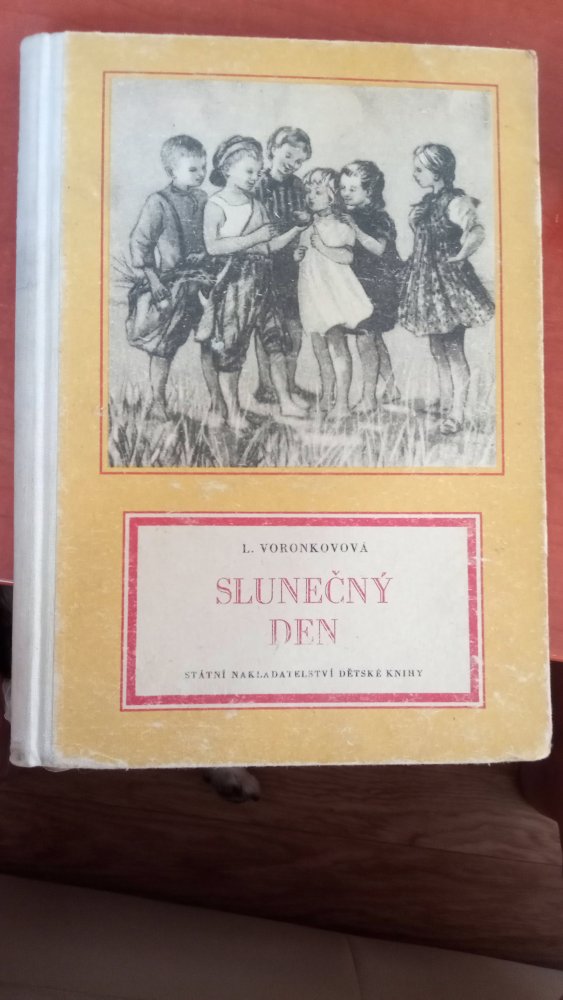 L. VORONKOVOVÁ
SLUNEČNÝ
DEN
STÁTNÍ NAKLADATELSTVÍ DĚTSKÉ KNIHY